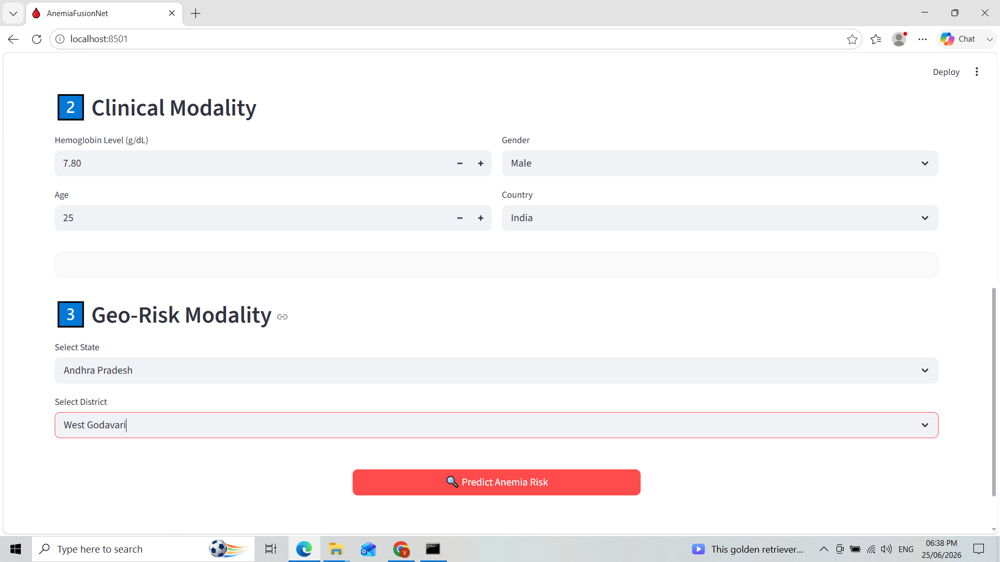 AnemiaFusionNet
localhost:8501
Chat
Deploy
2 Clinical Modality
Hemoglobin Level (g/dL)
Gender
7.80
Male
Age
Country
25
India
3 Geo-Risk Modality
Select State
Andhra Pradesh
Select District
West Godavari
Predict Anemia Risk
Type here to search
This golden retriever...
ENG
06:38 PM
25/06/2026